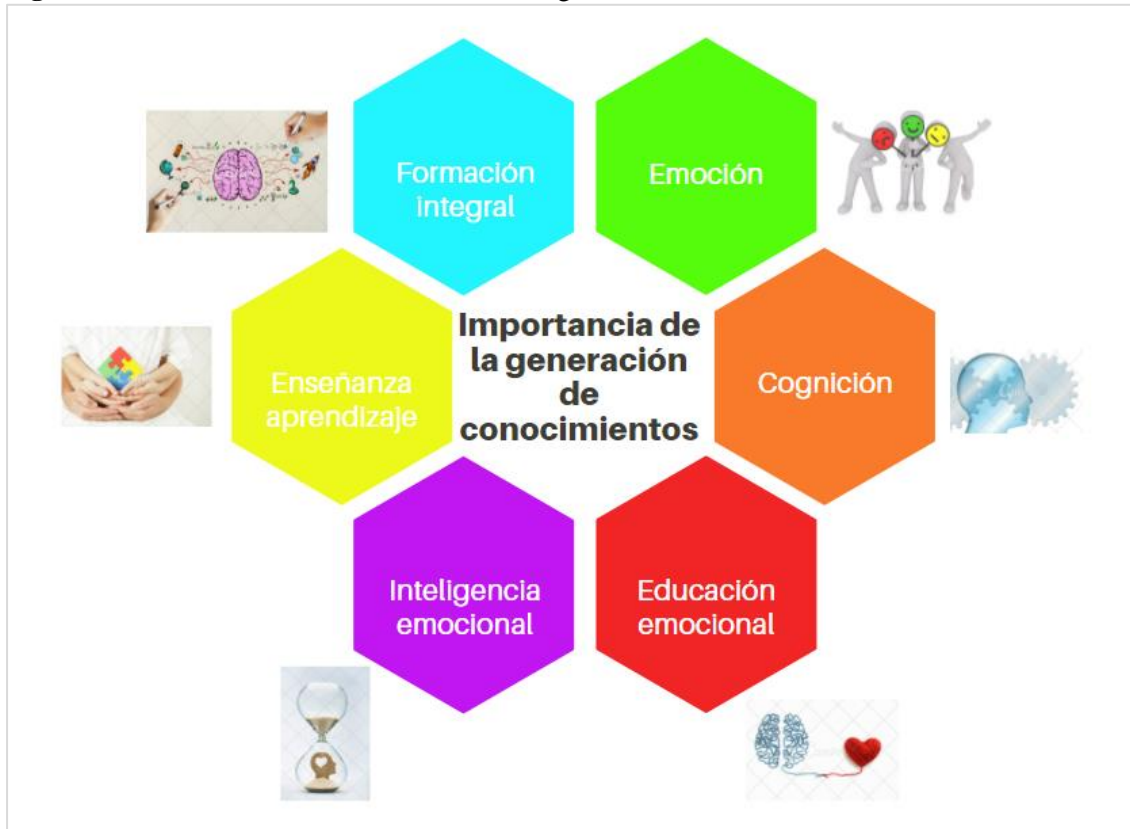 Formación
integral
Emoción
Importancia de
la generación
de
conocimientos
Enseñanza
aprendizaje
Cognición
Inteligencia
emocional
Educación
emocional